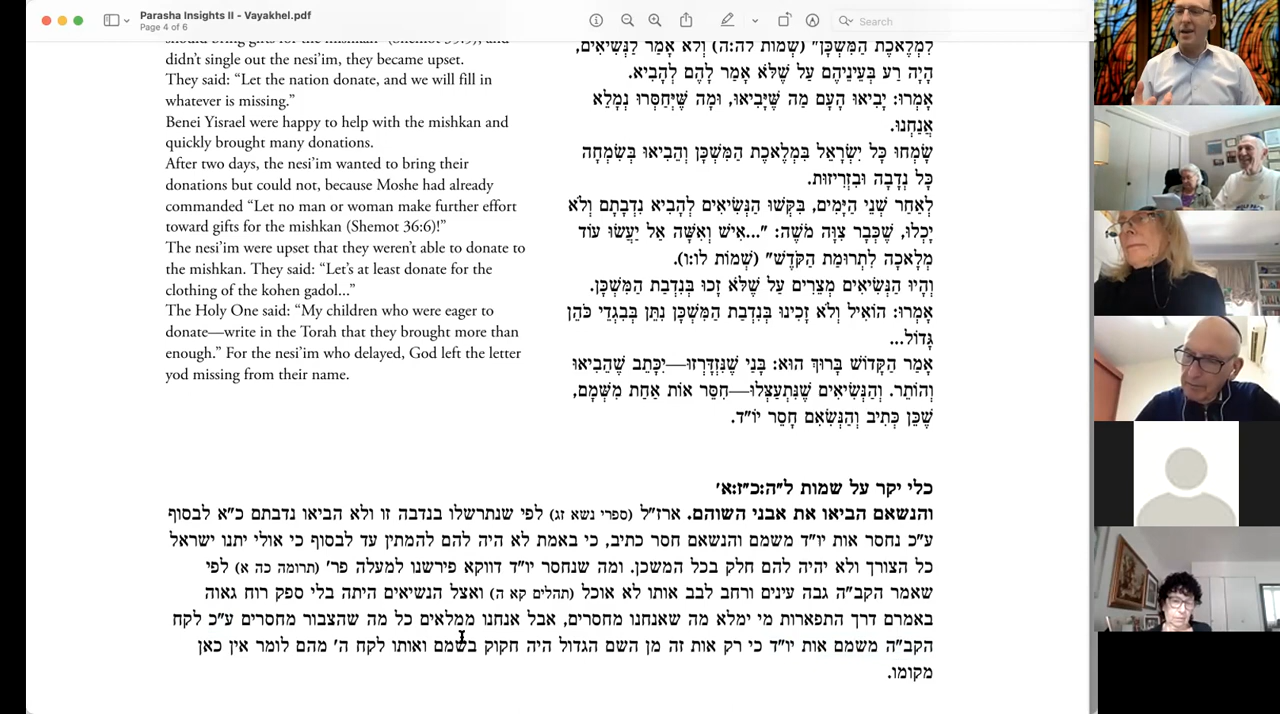 Parasha Insights II - Vayakhel.pdf
Page 4 of 6
Search
didn't single out the nesi'im, they became upset.
They said: "Let the nation donate, and we will fill in
whatever is missing."
Benei Yisrael were happy to help with the mishkan and
quickly brought many donations.
After two days, the nesi'im wanted to bring their
donations but could not, because Moshe had already
commanded "Let no man or woman make further effort
toward gifts for the mishkan (Shemot 36:6)!"
The nesi'im were upset that they weren't able to donate to
the mishkan. They said: "Let's at least donate for the
clothing of the kohen gadol..."
The Holy One said: "My children who were eager to
donate—write in the Torah that they brought more than
enough." For the nesi'im who delayed, God left the letter
yod missing from their name.
לִמְלֶאכֶת הַמִּשְׁכָּן" (שמות לה:ה) וְלֹא אָמַר לַנְּשִׂיאִים,
הָיָה רַע בְּעֵינֵיהֶם עַל שֶׁלֹּא אָמַר לָהֶם לְהָבִיא.
אָמְרוּ: יָבִיאוּ הָעָם מַה שֶּׁיָּבִיאוּ, וּמָה שֶּׁיְּחַסְּרוּ נְמָלֵא
אֲנַחְנוּ.
שָׂמְחוּ כָּל יִשְׂרָאֵל בִּמְלֶאכֶת הַמִּשְׁכָּן וְהֵבִיאוּ בְּשִׂמְחָה
כָּל נְדָבָה וּבִזְרִיזוּת.
לְאַחַר שְׁנֵי הַיָּמִים, בִּקְּשׁוּ הַנְּשִׂיאִים לְהָבִיא נִדְבָתָם וְלֹא
יָכְלוּ, שֶׁכְּבָר צִוָּה מֹשֶׁה: "...אִישׁ וְאִשָּׁה אַל יַעֲשׂוּ עוֹד
מְלָאכָה לִתְרוּמַת הַקֹּדֶשׁ" (שְׁמוֹת לו:ו).
וְהָיוּ הַנְּשִׂיאִים מְצֵרִים עַל שֶׁלֹּא זָכוּ בְּנִדְבַת הַמִּשְׁכָּן.
אָמְרוּ: הוֹאִיל וְלֹא זָכִינוּ בְּנִדְבַת הַמִּשְׁכָּן נִתֵּן בְּבִגְדֵי כֹּהֵן
גָּדוֹל...
אָמַר הַקָּדוֹשׁ בָּרוּךְ הוּא: בָּנַי שֶׁנִּזְדָּרְזוּ—יִכָּתֵב שֶׁהֵבִיאוּ
וְהוֹתֵר. וְהַנְּשִׂיאִים שֶׁנִּתְעַצְּלוּ—חִסֵּר אוֹת אַחַת מִשְּׁמָם,
שֶׁכֵּן כְּתִיב וְהַנְּשִׂאִם חָסֵר יוֹ"ד.
כלי יקר על שמות ל"ה:כ"ז:א'
והנשאם הביאו את אבני השוהם. ארז"ל (ספרי נשא זג) לפי שנתרשלו בנדבה זו ולא הביאו נדבתם כ"א לבסוף
ע"כ נחסר אות יו"ד משמם והנשאם חסר כתיב, כי באמת לא היה להם להמתין עד לבסוף כי אולי יתנו ישראל
כל הצורך ולא יהיה להם חלק בכל המשכן. ומה שנחסר יו"ד דווקא פירשנו למעלה פר' (תרומה כה א) לפי
שאמר הקב"ה גבה עינים ורחב לבב אותו לא אוכל (תהלים קא ה) ואצל הנשיאים היתה בלי ספק רוח גאוה
באמרם דרך התפארות מי ימלא מה שאנחנו מחסרים, אבל אנחנו ממלאים כל מה שהצבור מחסרים ע"כ לקח
הקב"ה משמם אות יו"ד כי רק אות זה מן השם הגדול היה חקוק בשמם ואותו לקח ה' מהם לומר אין כאן
מקומו.